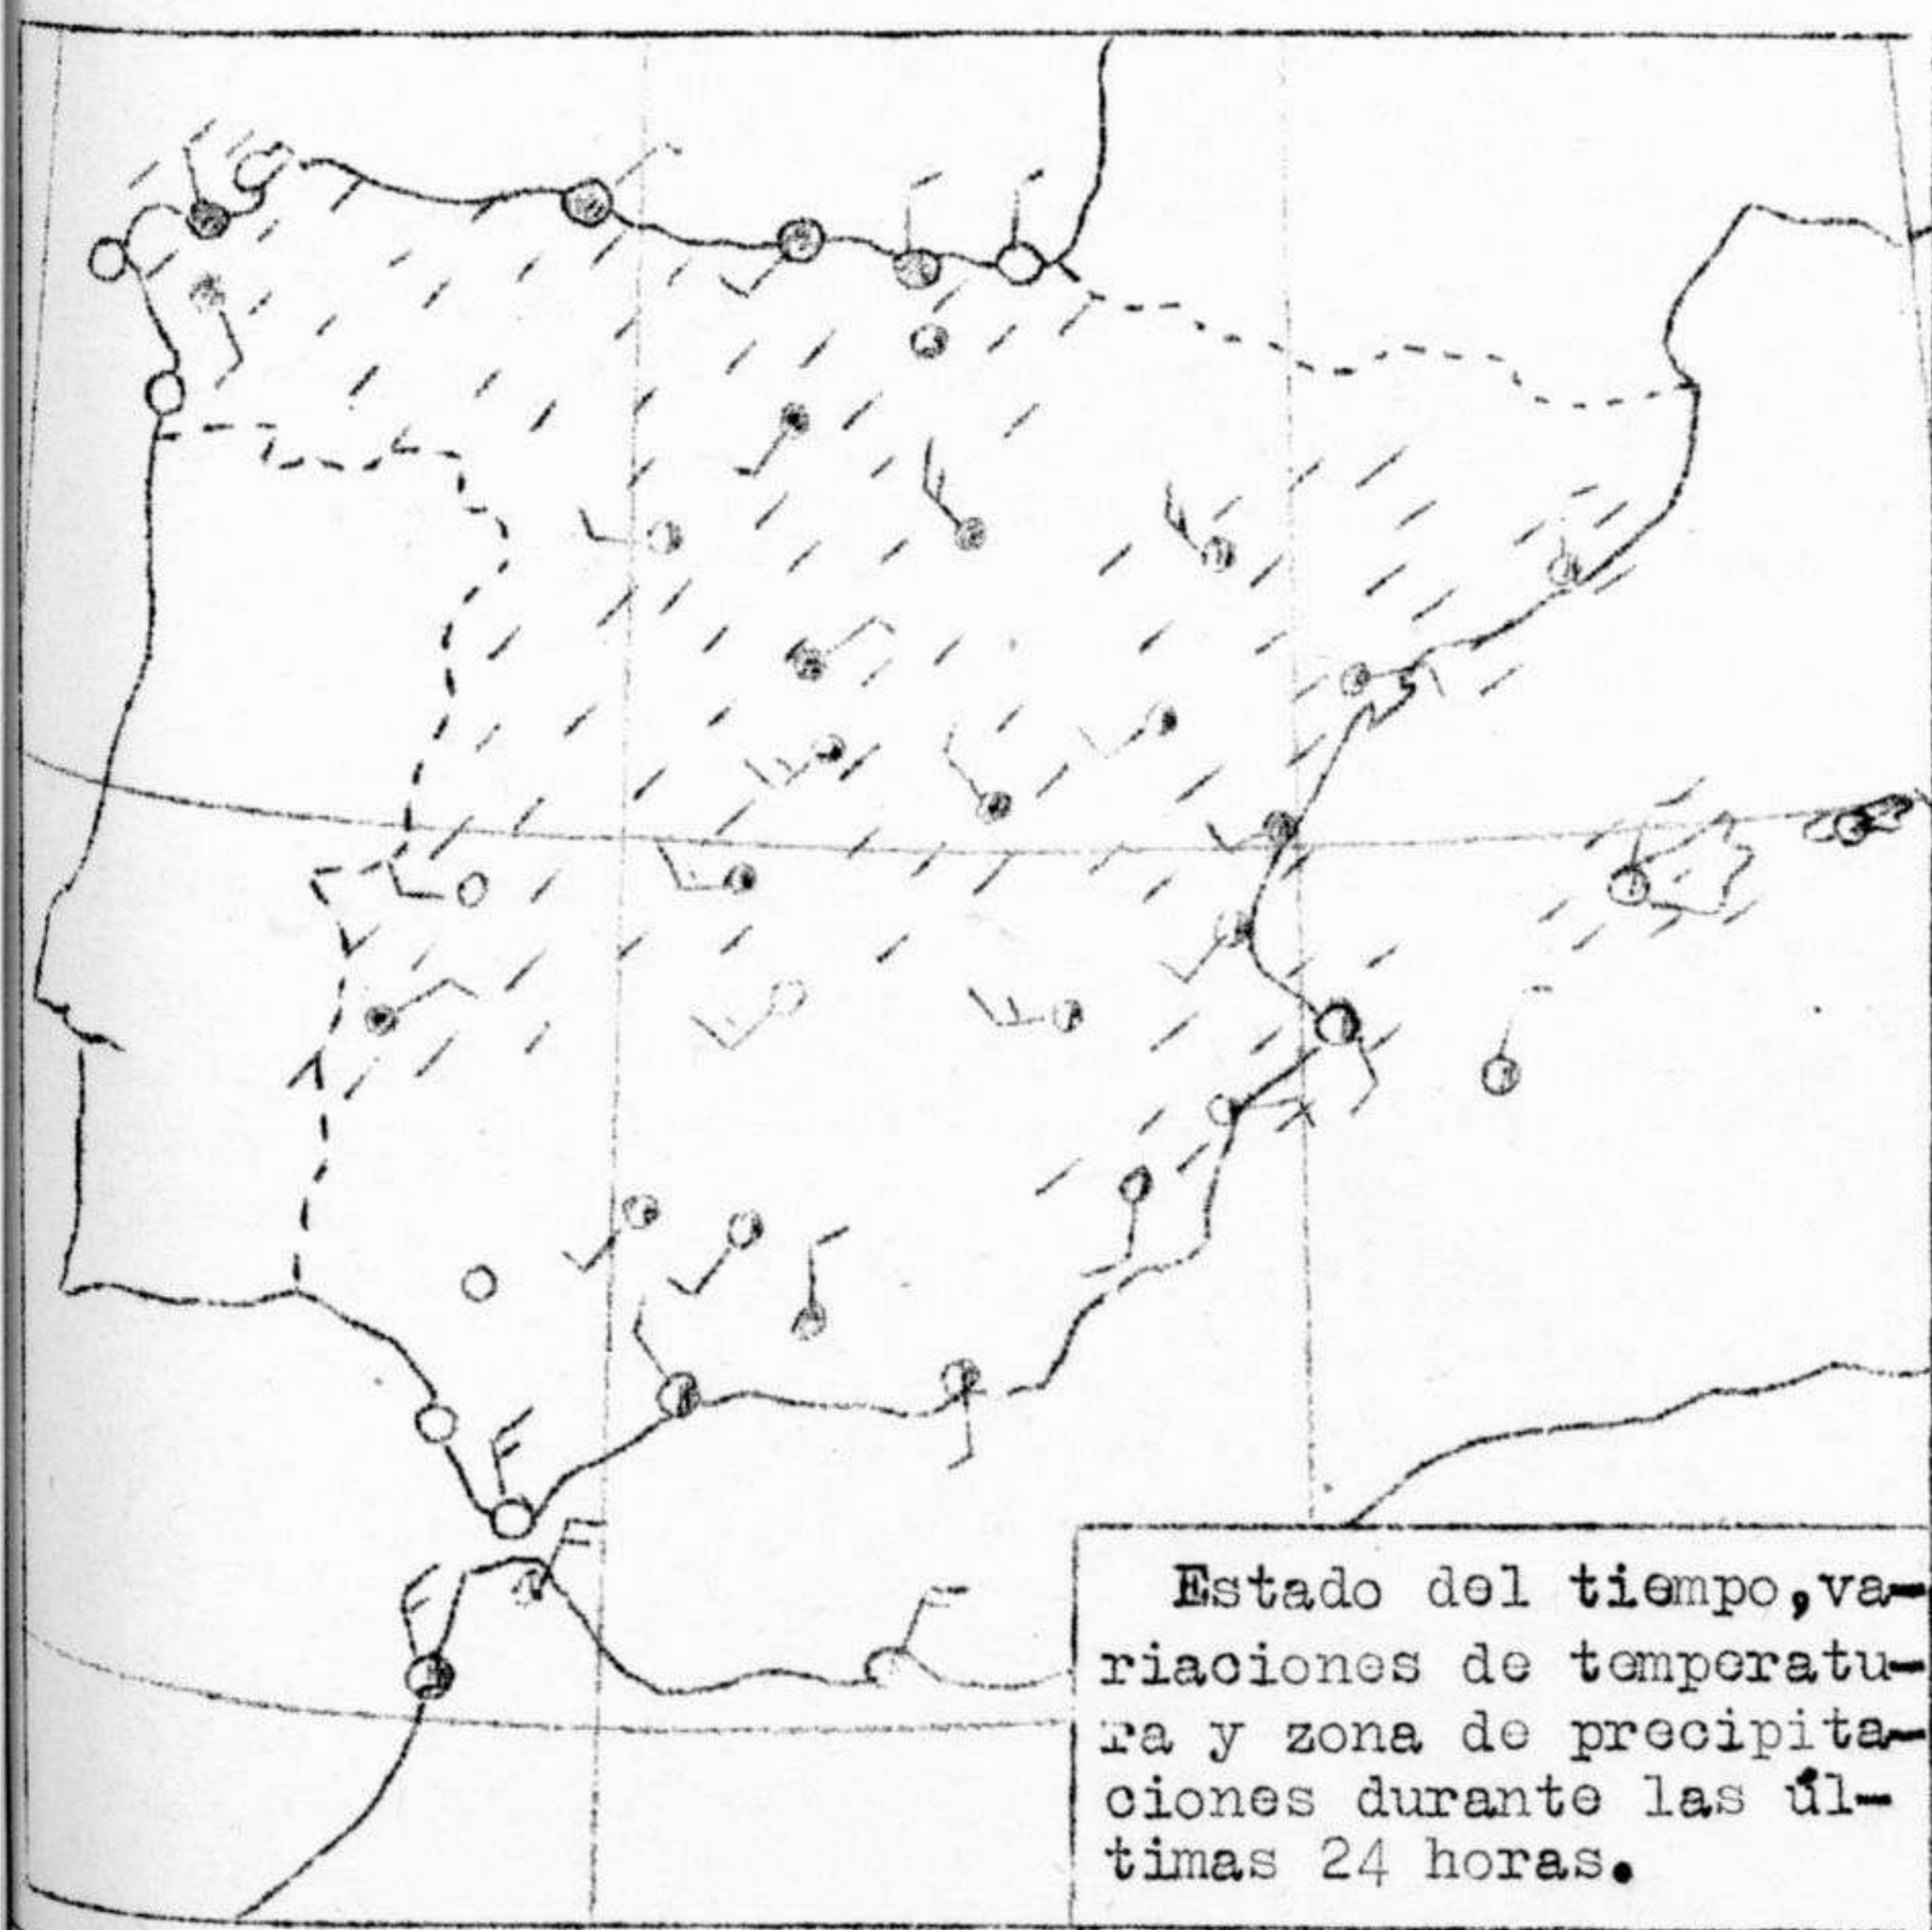 Estado del tiempo, va-
riaciones de temperatu-
ra y zona de precipita-
ciones durante las úl-
timas 24 horas.